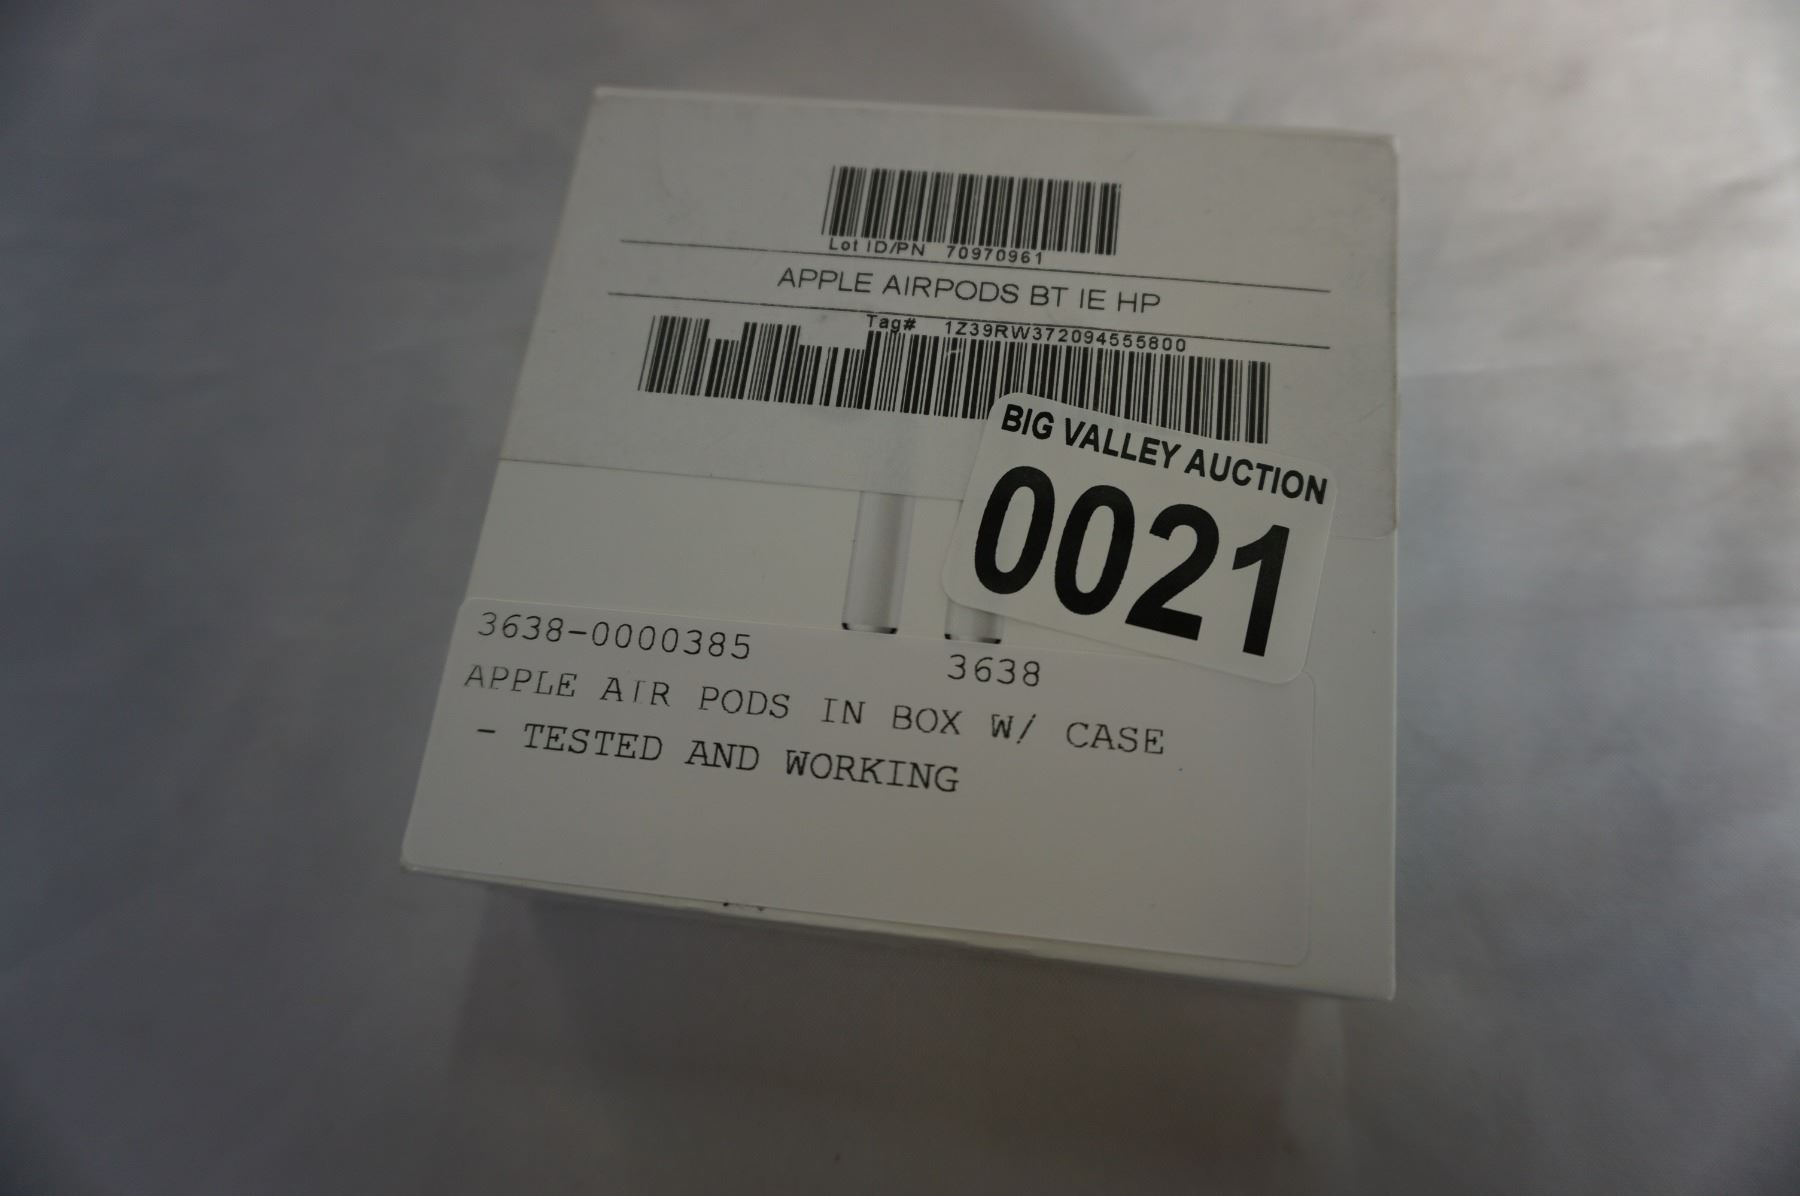 Lot ID/PN 70970961
APPLE AIRPODS BT IE HP
Tag# 1Z39RW372094555800
BIG VALLEY AUCTION
0021
3638-0000385
3638
APPLE AIR PODS IN BOX W/ CASE
- TESTED AND WORKING